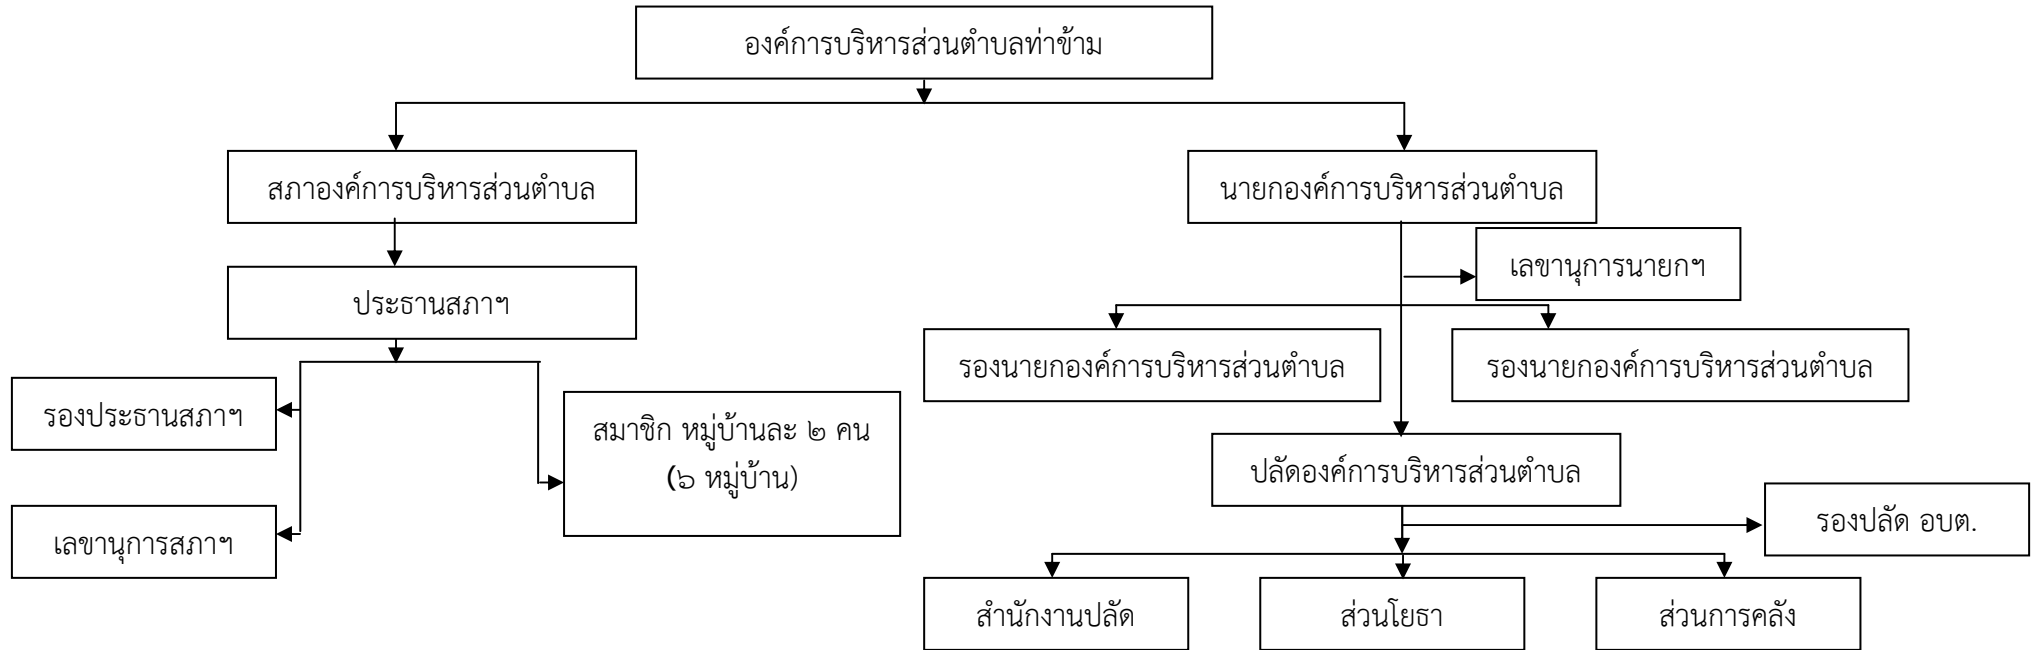 องค์การบริหารส่วนตำบลท่าข้าม
สภาองค์การบริหารส่วนตำบล
นายกองค์การบริหารส่วนตำบล
เลขานุการนายกฯ
ประธานสภาฯ
รองนายกองค์การบริหารส่วนตำบล
รองนายกองค์การบริหารส่วนตำบล
รองประธานสภาฯ
สมาชิก หมู่บ้านละ ๒ คน
(๖ หมู่บ้าน)
ปลัดองค์การบริหารส่วนตำบล
รองปลัด อบต.
เลขานุการสภาฯ
สำนักงานปลัด
ส่วนโยธา
ส่วนการคลัง